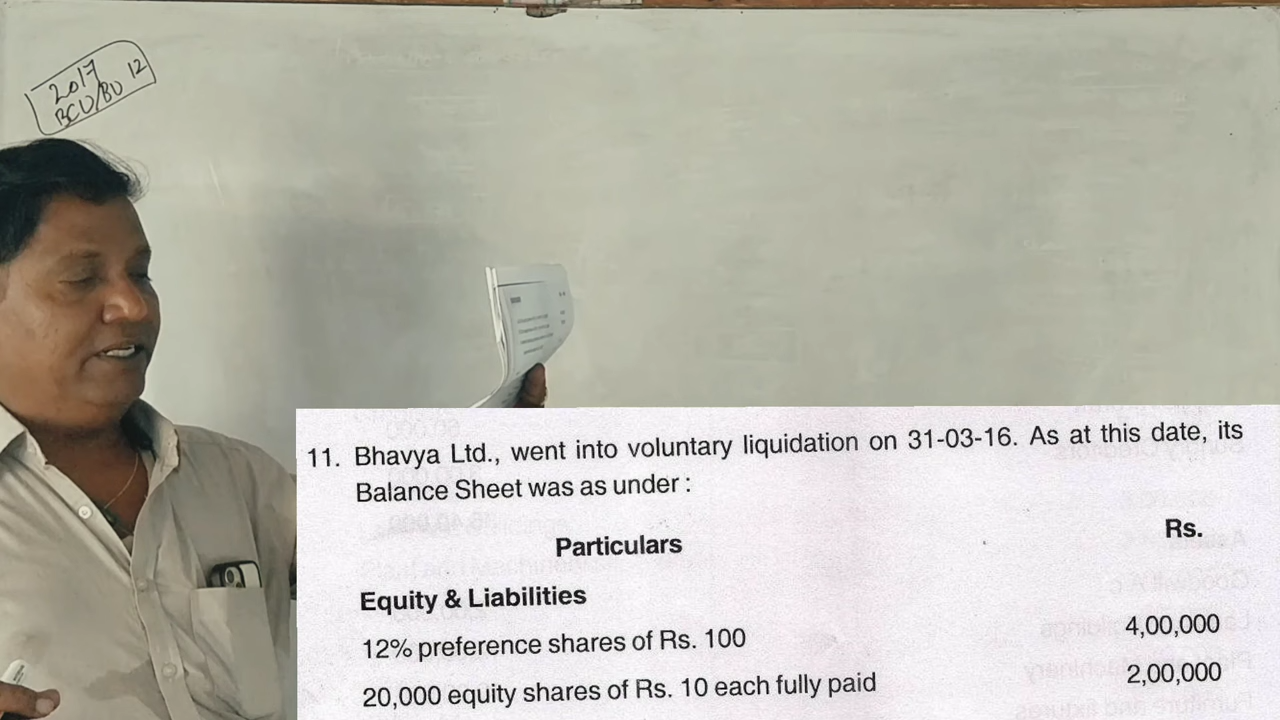 2017 12
BCU/BU
11. Bhavya Ltd., went into voluntary liquidation on 31-03-16. As at this date, its
Balance Sheet was as under :
Particulars Rs.
Equity & Liabilities
12% preference shares of Rs. 100 4,00,000
20,000 equity shares of Rs. 10 each fully paid 2,00,000